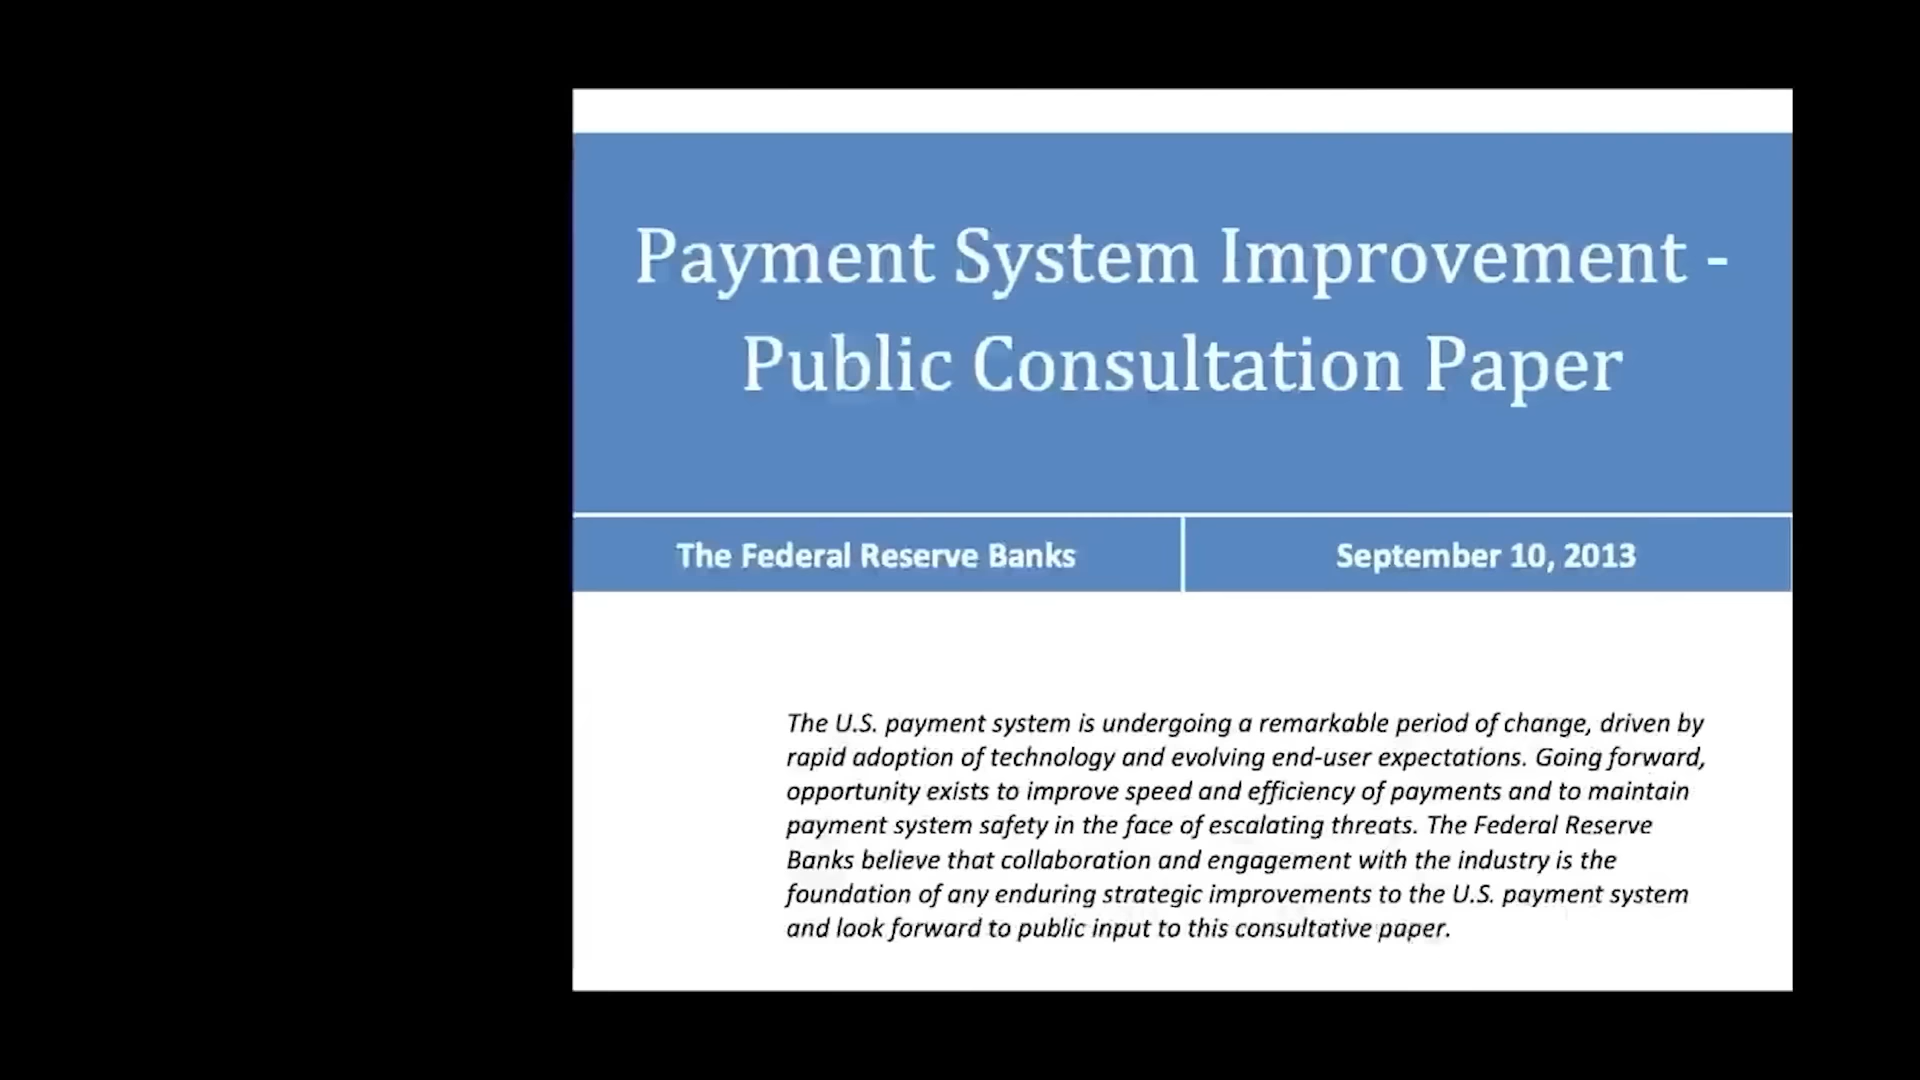 Payment System Improvement -
Public Consultation Paper
The Federal Reserve Banks
September 10, 2013
The U.S. payment system is undergoing a remarkable period of change, driven by
rapid adoption of technology and evolving end-user expectations. Going forward,
opportunity exists to improve speed and efficiency of payments and to maintain
payment system safety in the face of escalating threats. The Federal Reserve
Banks believe that collaboration and engagement with the industry is the
foundation of any enduring strategic improvements to the U.S. payment system
and look forward to public input to this consultative paper.